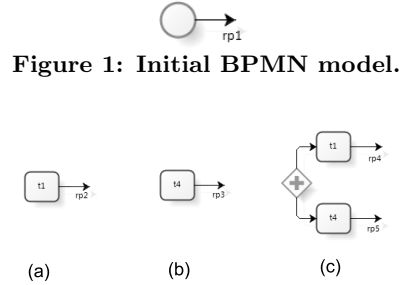 rp1
Figure 1: Initial BPMN model.
t1
rp2
t4
rp3
t1
rp4
t4
rp5
(a)
(b)
(c)